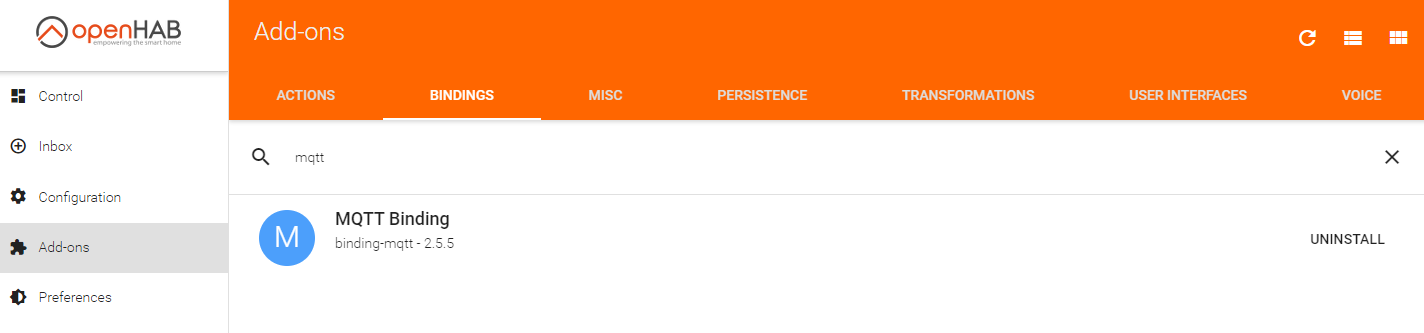 openHAB
empowering the smart home
Add-ons
ACTIONS BINDINGS MISC PERSISTENCE TRANSFORMATIONS USER INTERFACES VOICE
Control
Inbox
Configuration
Add-ons
Preferences
mqtt
M
MQTT Binding
binding-mqtt - 2.5.5
UNINSTALL